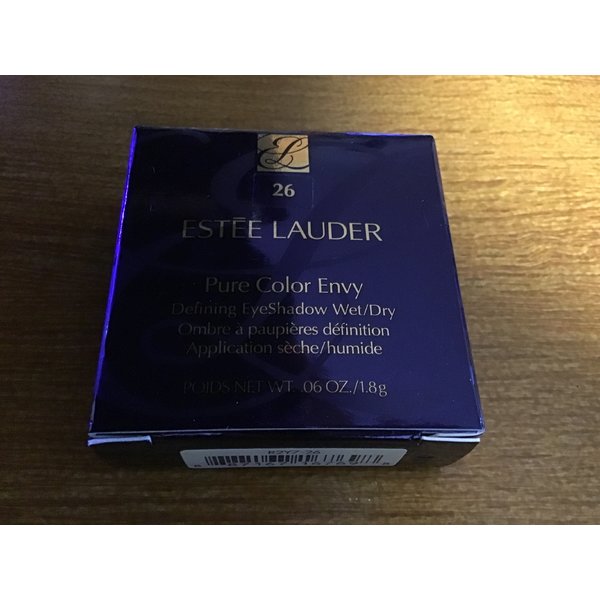 26
ESTĒE LAUDER
Pure Color Envy
Defining EyeShadow Wet/Dry
Ombre à paupières définition
Application sèche/humide
POIDS NET WT. .06 OZ./1.8g